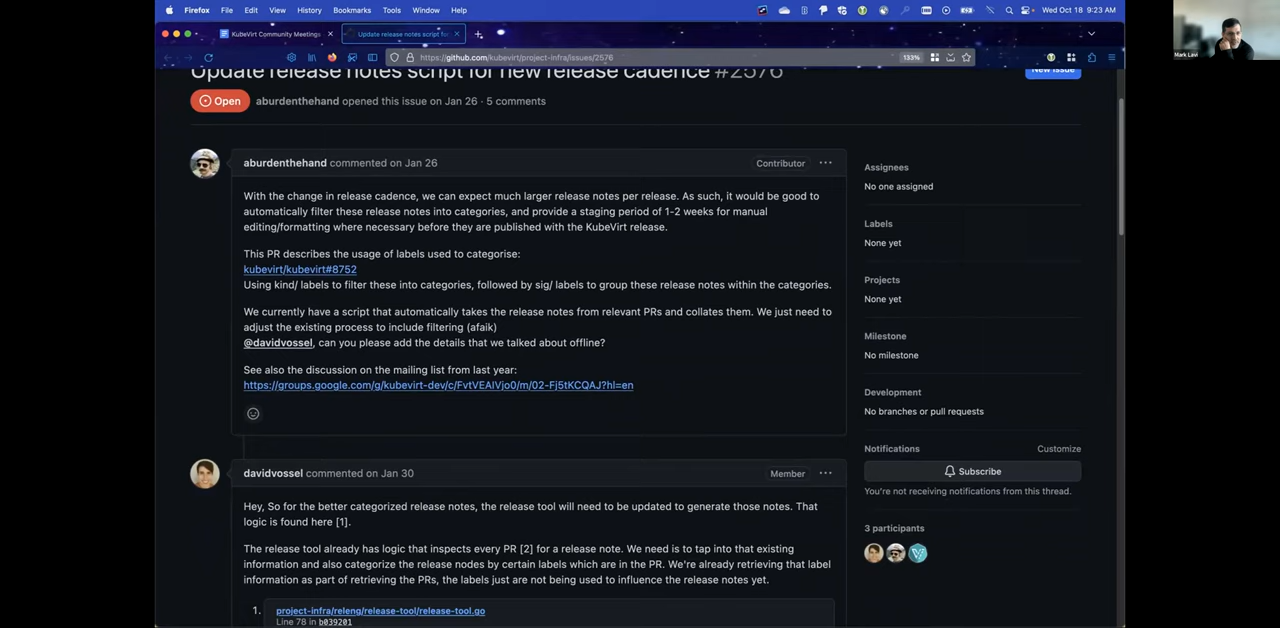 Firefox File Edit View History Bookmarks Tools Window Help
Wed Oct 18 9:23 AM
KubeVirt Community Meetings
Update release notes script for
https://github.com/kubevirt/project-infra/issues/2576
133%
Update release notes script for new release cadence #2576
New issue
Open
aburdenthehand opened this issue on Jan 26 · 5 comments
aburdenthehand commented on Jan 26
Contributor
With the change in release cadence, we can expect much larger release notes per release. As such, it would be good to
automatically filter these release notes into categories, and provide a staging period of 1-2 weeks for manual
editing/formatting where necessary before they are published with the KubeVirt release.
This PR describes the usage of labels used to categorise:
kubevirt/kubevirt#8752
Using kind/ labels to filter these into categories, followed by sig/ labels to group these release notes within the categories.
We currently have a script that automatically takes the release notes from relevant PRs and collates them. We just need to
adjust the existing process to include filtering (afaik)
@davidvossel, can you please add the details that we talked about offline?
See also the discussion on the mailing list from last year:
https://groups.google.com/g/kubevirt-dev/c/FvtVEAlVjo0/m/02-Fj5tKCQAJ?hl=en
davidvossel commented on Jan 30
Member
Hey, So for the better categorized release notes, the release tool will need to be updated to generate those notes. That
logic is found here [1].
The release tool already has logic that inspects every PR [2] for a release note. We need is to tap into that existing
information and also categorize the release nodes by certain labels which are in the PR. We're already retrieving that label
information as part of retrieving the PRs, the labels just are not being used to influence the release notes yet.
1. project-infra/releng/release-tool/release-tool.go
Line 78 in b039201
Assignees
No one assigned
Labels
None yet
Projects
None yet
Milestone
No milestone
Development
No branches or pull requests
Notifications
Customize
Subscribe
You're not receiving notifications from this thread.
3 participants
Mark Lavi